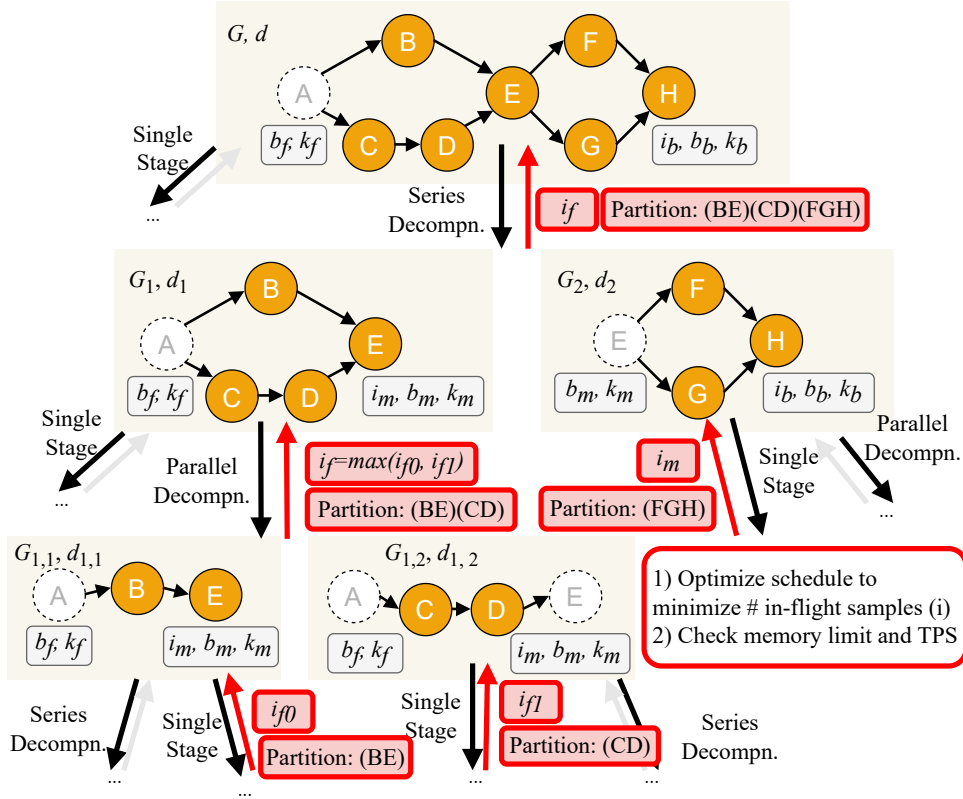 G, d
B
F
A
E
H
C
D
G
b_f, k_f
i_b, b_b, k_b
Single
Stage
...
Series
Decompn.
i_f
Partition: (BE)(CD)(FGH)
G_1, d_1
B
A
E
C
D
b_f, k_f
i_m, b_m, k_m
G_2, d_2
F
E
H
G
b_m, k_m
i_b, b_b, k_b
Single
Stage
...
Parallel
Decompn.
i_f=max(i_f0, i_f1)
Partition: (BE)(CD)
i_m
Partition: (FGH)
Single
Stage
Parallel
Decompn.
...
G_1,1, d_1,1
A
B
E
b_f, k_f
i_m, b_m, k_m
G_1,2, d_1,2
A
C
D
E
b_f, k_f
i_m, b_m, k_m
1) Optimize schedule to
minimize # in-flight samples (i)
2) Check memory limit and TPS
Series
Decompn.
...
Single
Stage
...
i_f0
Partition: (BE)
Single
Stage
...
i_f1
Partition: (CD)
Series
Decompn.
...